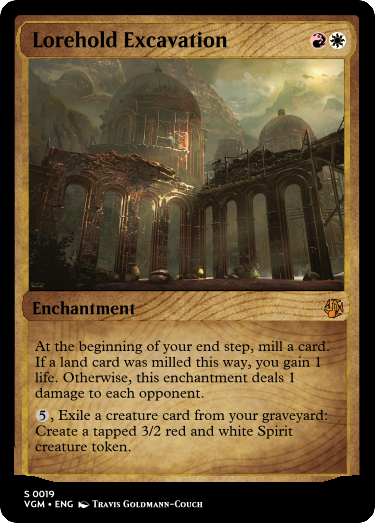 Lorehold Excavation
Enchantment
At the beginning of your end step, mill a card.
If a land card was milled this way, you gain 1
life. Otherwise, this enchantment deals 1
damage to each opponent.
5, Exile a creature card from your graveyard:
Create a tapped 3/2 red and white Spirit
creature token.
S 0019
VGM • ENG Travis Goldmann-Couch